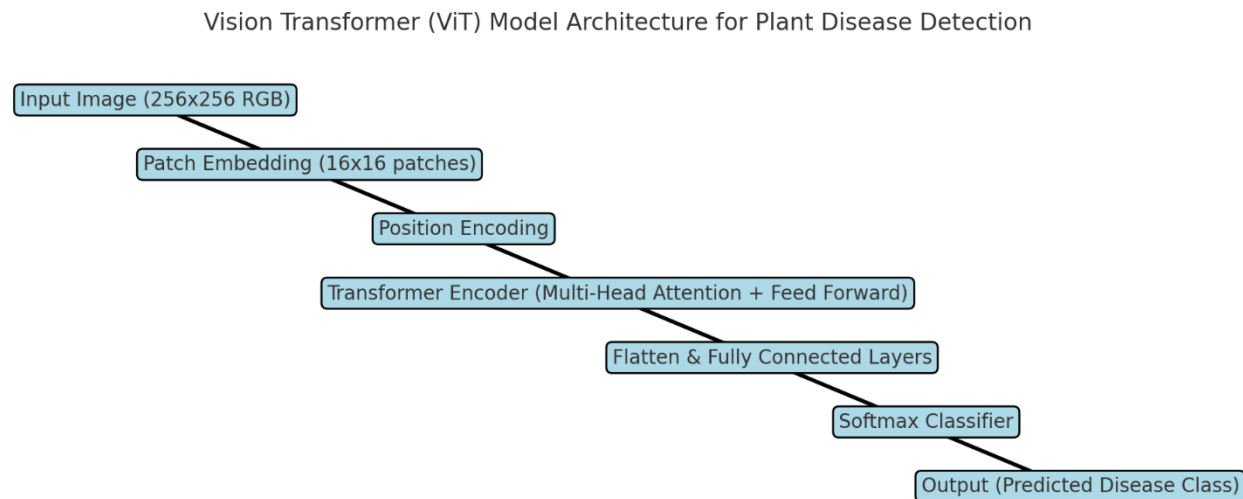 Vision Transformer (ViT) Model Architecture for Plant Disease Detection
Input Image (256x256 RGB)
Patch Embedding (16x16 patches)
Position Encoding
Transformer Encoder (Multi-Head Attention + Feed Forward)
Flatten & Fully Connected Layers
Softmax Classifier
Output (Predicted Disease Class)